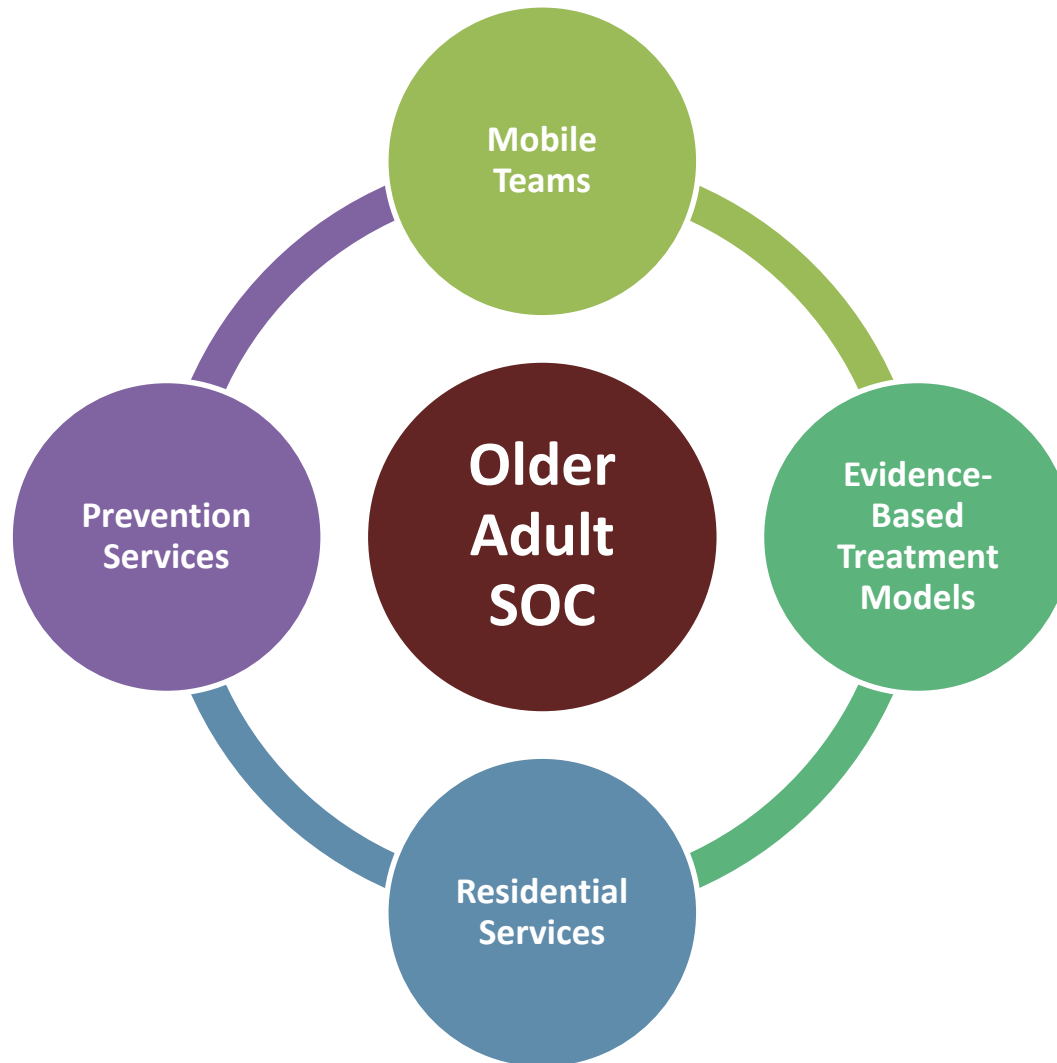 Mobile
Teams
Prevention
Services
Older
Adult
SOC
Evidence-
Based
Treatment
Models
Residential
Services